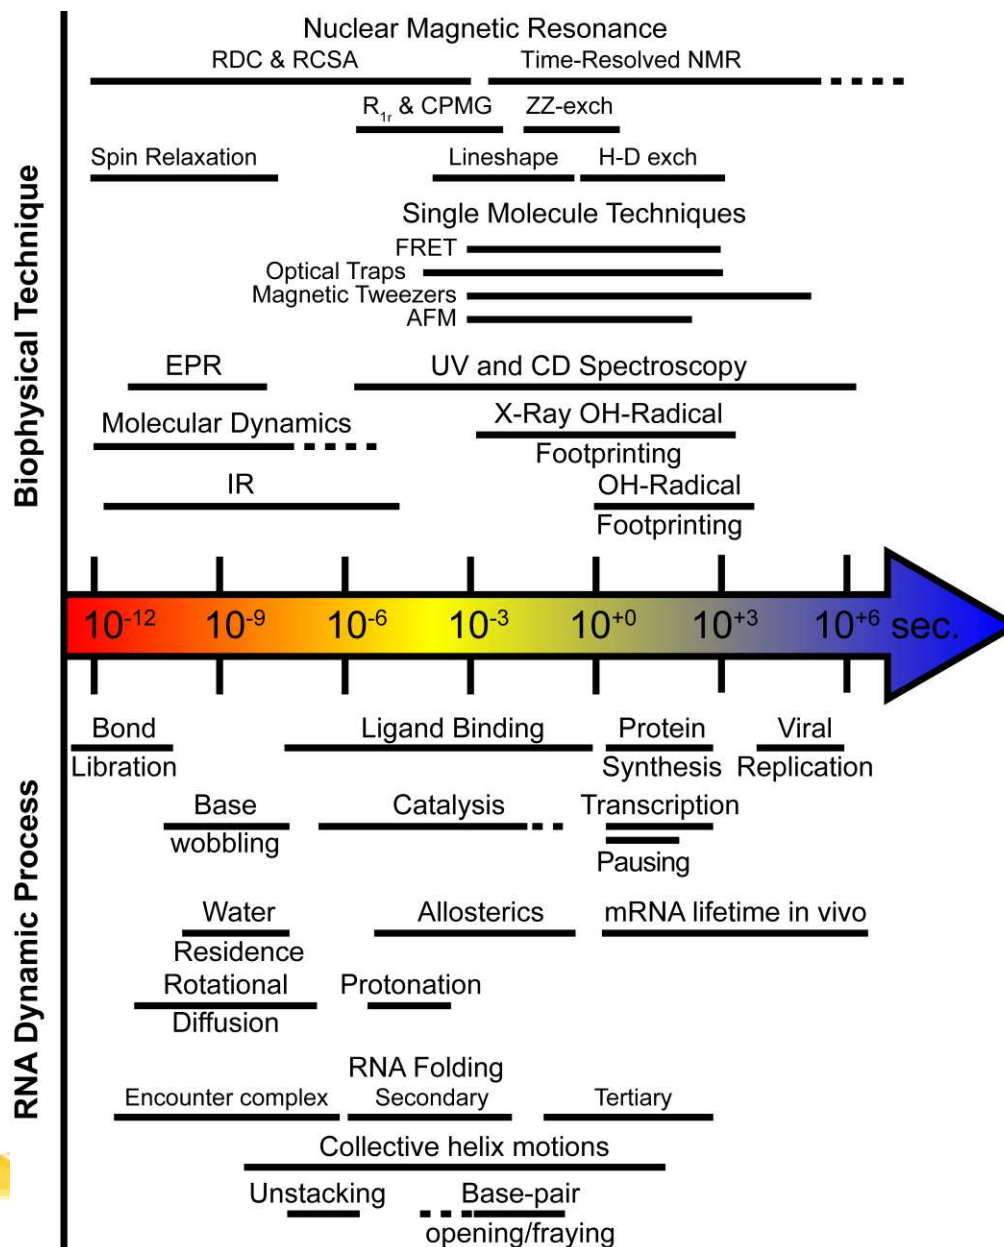 Biophysical Technique
Nuclear Magnetic Resonance
RDC & RCSA
Time-Resolved NMR
R1r & CPMG
ZZ-exch
Spin Relaxation
Lineshape
H-D exch
Single Molecule Techniques
FRET
Optical Traps
Magnetic Tweezers
AFM
EPR
UV and CD Spectroscopy
Molecular Dynamics
X-Ray OH-Radical
Footprinting
IR
OH-Radical
Footprinting
10-12 10-9 10-6 10-3 10+0 10+3 10+6 sec.
RNA Dynamic Process
Bond
Libration
Ligand Binding
Protein
Synthesis
Viral
Replication
Base
wobbling
Catalysis
Transcription
Pausing
Water
Residence
Allosterics
mRNA lifetime in vivo
Rotational
Diffusion
Protonation
RNA Folding
Encounter complex
Secondary
Tertiary
Collective helix motions
Unstacking
Base-pair
opening/fraying